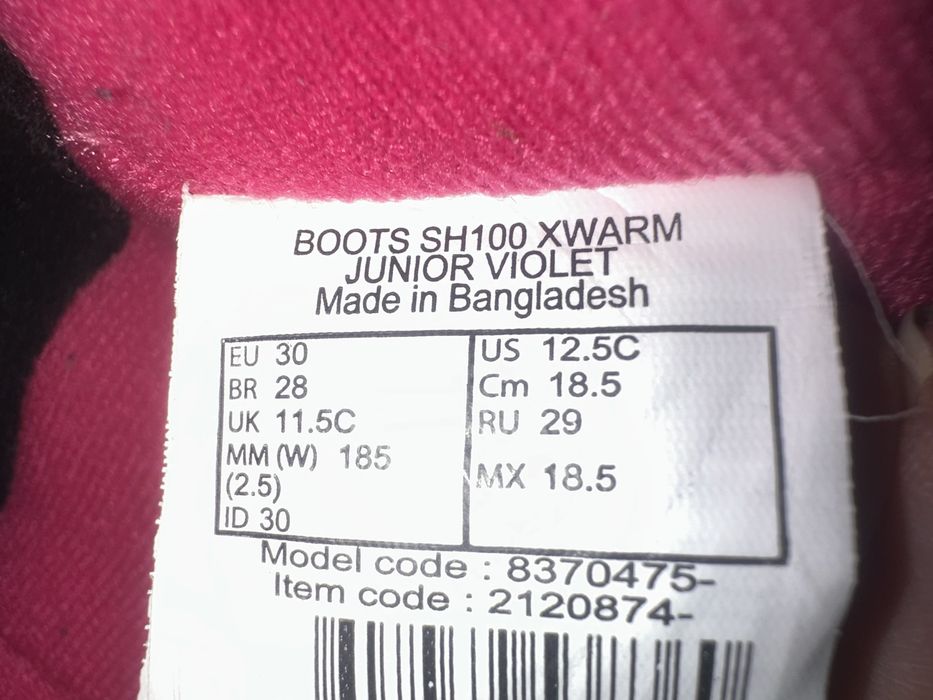 BOOTS SH100 XWARM
JUNIOR VIOLET
Made in Bangladesh
EU 30
BR 28
UK 11.5C
MM (W) 185
(2.5)
ID 30
US 12.5C
Cm 18.5
RU 29
MX 18.5
Model code : 8370475-
Item code : 2120874-